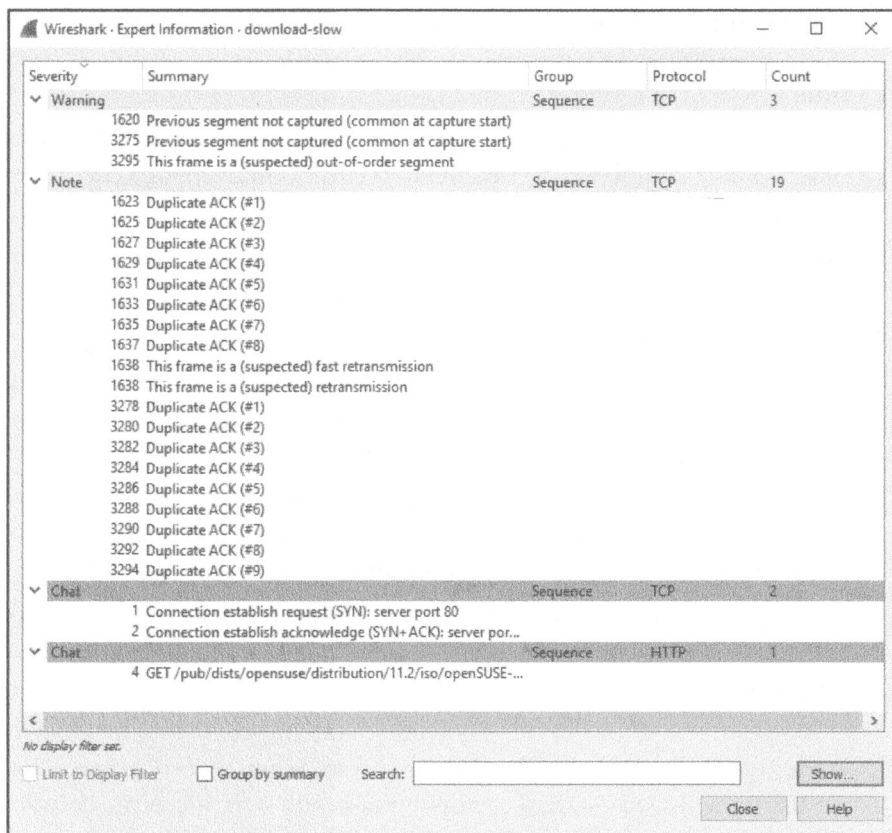 Wireshark · Expert Information · download-slow
Severity Summary Group Protocol Count
Warning Sequence TCP 3
1620 Previous segment not captured (common at capture start)
3275 Previous segment not captured (common at capture start)
3295 This frame is a (suspected) out-of-order segment
Note Sequence TCP 19
1623 Duplicate ACK (#1)
1625 Duplicate ACK (#2)
1627 Duplicate ACK (#3)
1629 Duplicate ACK (#4)
1631 Duplicate ACK (#5)
1633 Duplicate ACK (#6)
1635 Duplicate ACK (#7)
1637 Duplicate ACK (#8)
1638 This frame is a (suspected) fast retransmission
1638 This frame is a (suspected) retransmission
3278 Duplicate ACK (#1)
3280 Duplicate ACK (#2)
3282 Duplicate ACK (#3)
3284 Duplicate ACK (#4)
3286 Duplicate ACK (#5)
3288 Duplicate ACK (#6)
3290 Duplicate ACK (#7)
3292 Duplicate ACK (#8)
3294 Duplicate ACK (#9)
Chat Sequence TCP 2
1 Connection establish request (SYN): server port 80
2 Connection establish acknowledge (SYN+ACK): server por...
Chat Sequence HTTP 1
4 GET /pub/dists/opensuse/distribution/11.2/iso/openSUSE-...
No display filter set.
Limit to Display Filter Group by summary Search: Show...
Close Help